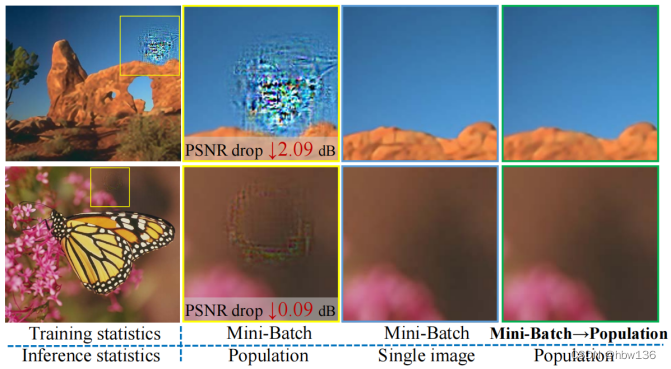 PSNR drop ↓2.09 dB
PSNR drop ↓0.09 dB
Training statistics Mini-Batch Mini-Batch Mini-Batch→Population
Inference statistics Population Single image Population